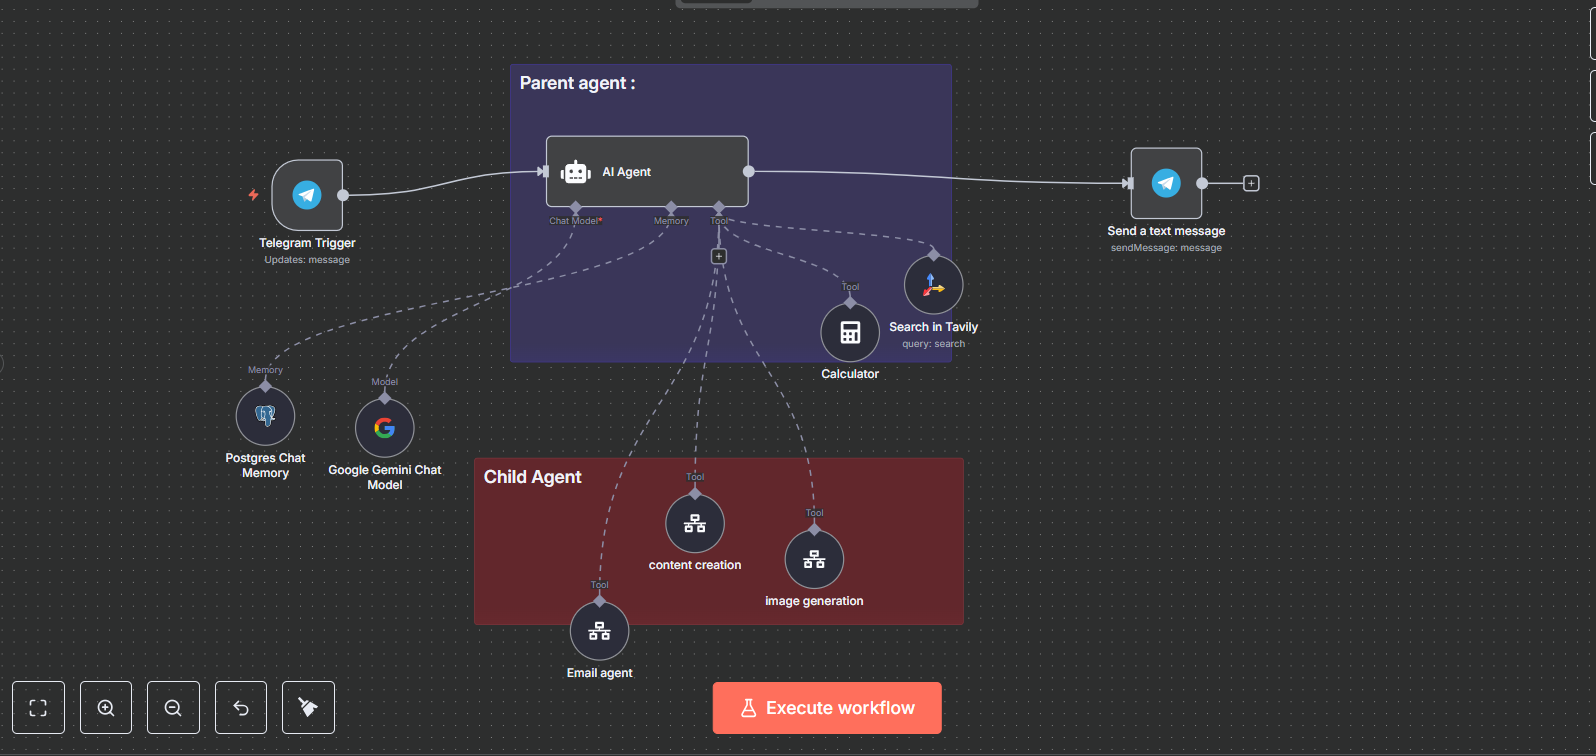 Parent agent :
AI Agent
Chat Model*
Memory
Tool
Telegram Trigger
Updates: message
Send a text message
sendMessage: message
Tool
Calculator
Search in Tavily
query: search
Memory
Postgres Chat
Memory
Model
Google Gemini Chat
Model
Child Agent
Tool
content creation
Tool
image generation
Tool
Email agent
Execute workflow